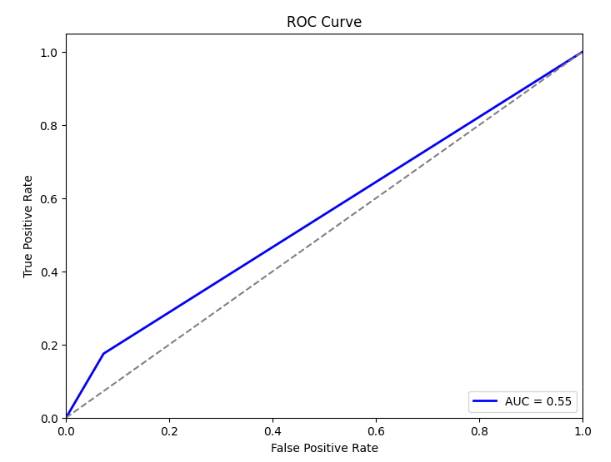 ROC Curve
1.0
0.8
0.6
0.4
0.2
0.0
True Positive Rate
AUC = 0.55
0.0 0.2 0.4 0.6 0.8 1.0
False Positive Rate